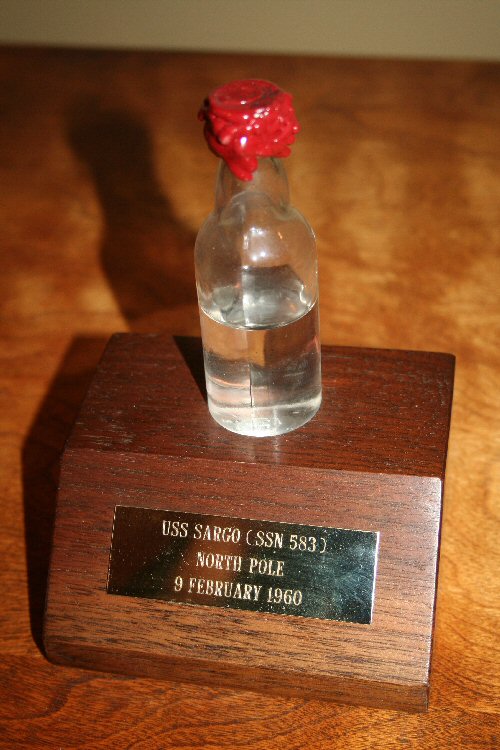 USS SARGO (SSN 583)
NORTH POLE
9 FEBRUARY 1960